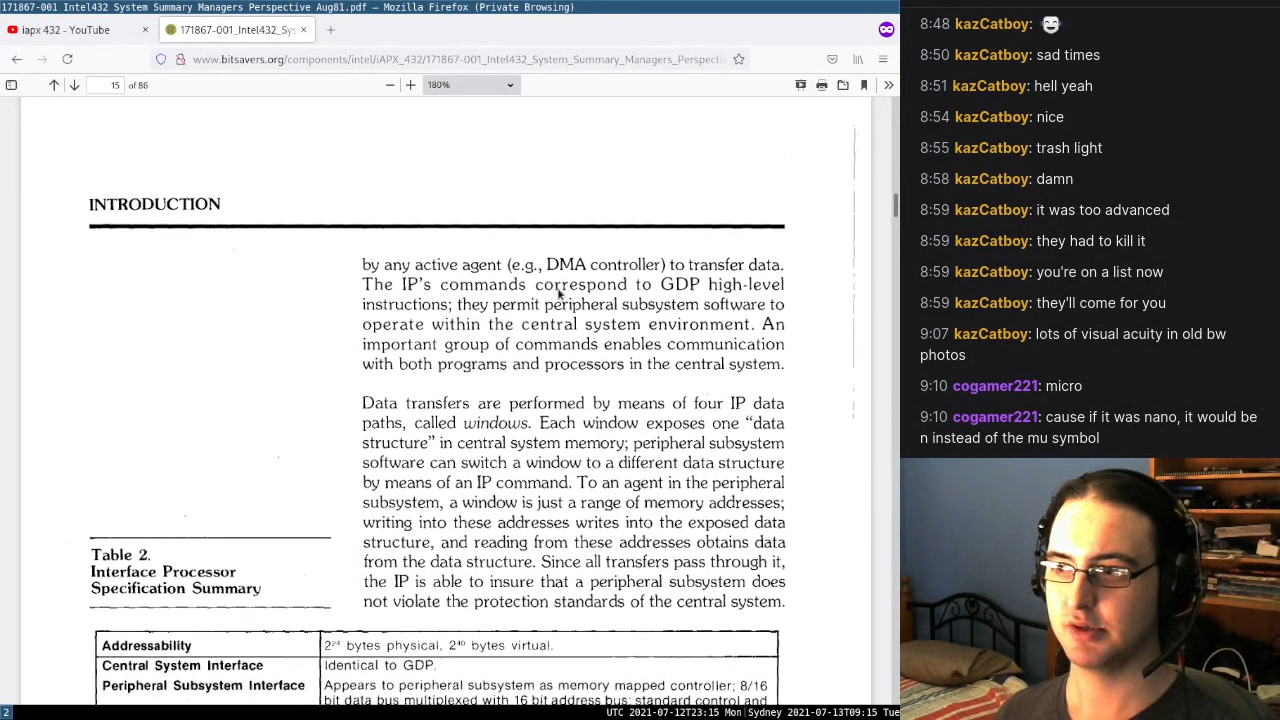 171867-001 Intel432 System Summary Managers Perspective Aug81.pdf - Mozilla Firefox (Private Browsing)
iapx 432 - YouTube
171867-001_Intel432_Sys
www.bitsavers.org/components/intel/iAPX_432/171867-001_Intel432_System_Summary_Managers_Perspecti
15 of 86
180%
INTRODUCTION
by any active agent (e.g., DMA controller) to transfer data.
The IP's commands correspond to GDP high-level
instructions; they permit peripheral subsystem software to
operate within the central system environment. An
important group of commands enables communication
with both programs and processors in the central system.
Data transfers are performed by means of four IP data
paths, called windows. Each window exposes one "data
structure" in central system memory; peripheral subsystem
software can switch a window to a different data structure
by means of an IP command. To an agent in the peripheral
subsystem, a window is just a range of memory addresses;
writing into these addresses writes into the exposed data
structure, and reading from these addresses obtains data
from the data structure. Since all transfers pass through it,
the IP is able to insure that a peripheral subsystem does
not violate the protection standards of the central system.
Table 2.
Interface Processor
Specification Summary
Addressability 2²⁴ bytes physical, 2⁴⁰ bytes virtual.
Central System Interface Identical to GDP.
Peripheral Subsystem Interface Appears to peripheral subsystem as memory mapped controller; 8/16
bit data bus multiplexed with 16 bit address bus; standard control and
2
UTC 2021-07-12T23:15 Mon|Sydney 2021-07-13T09:15 Tue
8:48 kazCatboy:
8:50 kazCatboy: sad times
8:51 kazCatboy: hell yeah
8:54 kazCatboy: nice
8:55 kazCatboy: trash light
8:58 kazCatboy: damn
8:59 kazCatboy: it was too advanced
8:59 kazCatboy: they had to kill it
8:59 kazCatboy: you're on a list now
8:59 kazCatboy: they'll come for you
9:07 kazCatboy: lots of visual acuity in old bw
photos
9:10 cogamer221: micro
9:10 cogamer221: cause if it was nano, it would be
n instead of the mu symbol